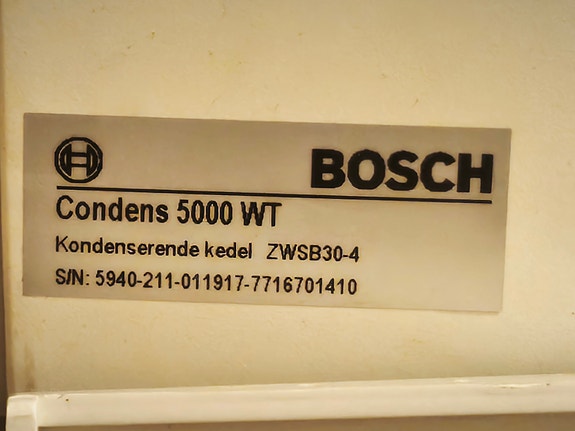 BOSCH
Condens 5000 WT
Kondenserende kedel ZWSB30-4
S/N: 5940-211-011917-7716701410